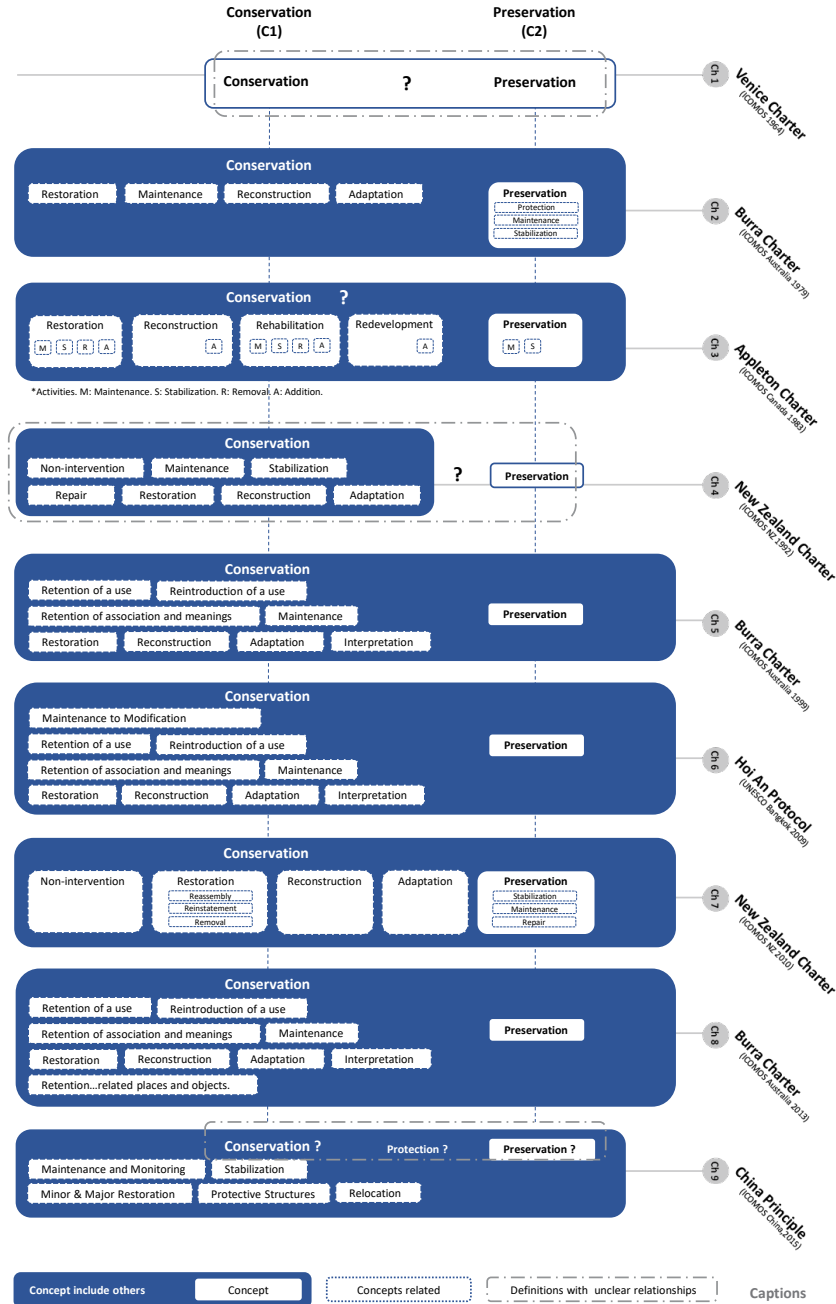 Conservation Preservation
(C1) (C2)
Conservation ? Preservation
Ch 1 Venice Charter
(ICOMOS 1964)
Conservation
Restoration Maintenance Reconstruction Adaptation
Preservation
Protection
Maintenance
Stabilization
Ch 2 Burra Charter
(ICOMOS Australia 1979)
Conservation ?
Restoration Reconstruction Rehabilitation Redevelopment Preservation
M S R A A M S R A A M S
Ch 3 Appleton Charter
(ICOMOS Canada 1983)
*Activities. M: Maintenance. S: Stabilization. R: Removal. A: Addition.
Conservation
Non-intervention Maintenance Stabilization
Repair Restoration Reconstruction Adaptation
? Preservation
Ch 4 New Zealand Charter
(ICOMOS NZ 1992)
Conservation
Retention of a use Reintroduction of a use
Retention of association and meanings Maintenance
Restoration Reconstruction Adaptation Interpretation
Preservation
Ch 5 Burra Charter
(ICOMOS Australia 1999)
Conservation
Maintenance to Modification
Retention of a use Reintroduction of a use
Retention of association and meanings Maintenance
Restoration Reconstruction Adaptation Interpretation
Preservation
Ch 6 Hoi An Protocol
(UNESCO Bangkok 2009)
Conservation
Non-intervention Restoration Reconstruction Adaptation Preservation
Reassembly
Reinstatement
Removal
Stabilization
Maintenance
Repair
Ch 7 New Zealand Charter
(ICOMOS NZ 2010)
Conservation
Retention of a use Reintroduction of a use
Retention of association and meanings Maintenance
Restoration Reconstruction Adaptation Interpretation
Retention...related places and objects.
Preservation
Ch 8 Burra Charter
(ICOMOS Australia 2013)
Conservation ? Protection ? Preservation ?
Maintenance and Monitoring Stabilization
Minor & Major Restoration Protective Structures Relocation
Ch 9 China Principle
(ICOMOS China,2015)
Concept include others Concept Concepts related Definitions with unclear relationships Captions